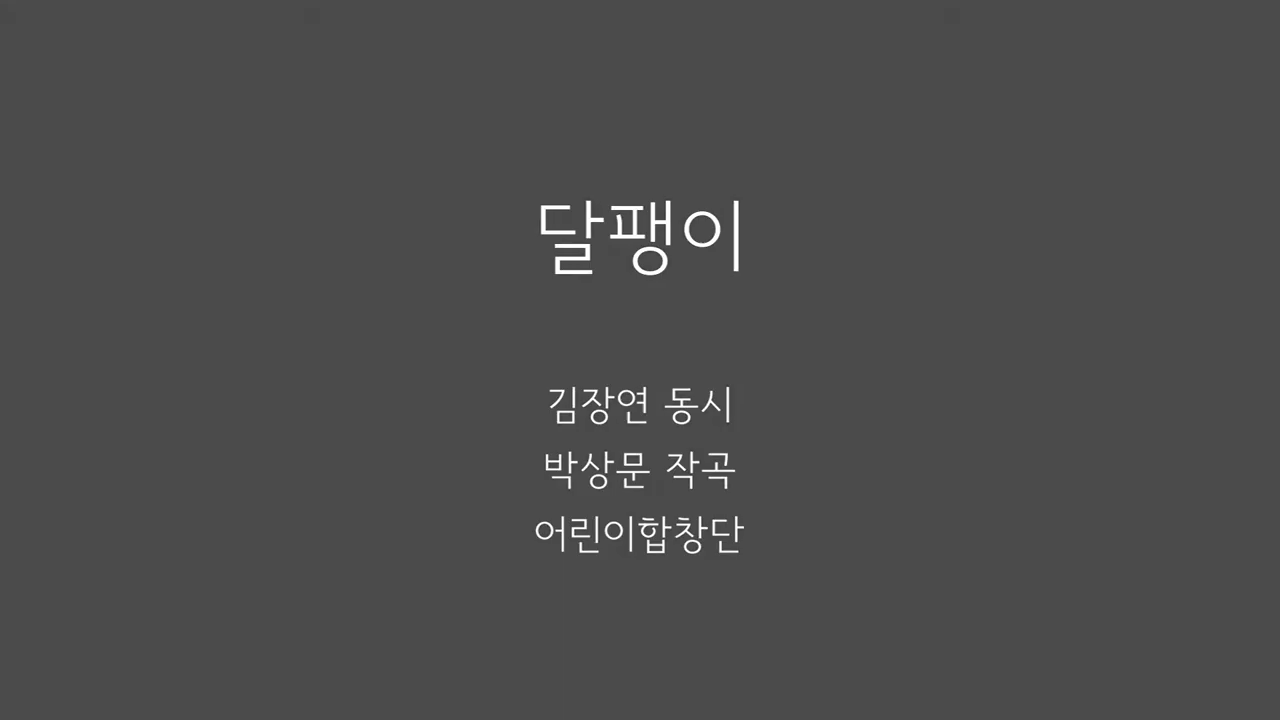 달팽이
김장연 동시
박상문 작곡
어린이합창단